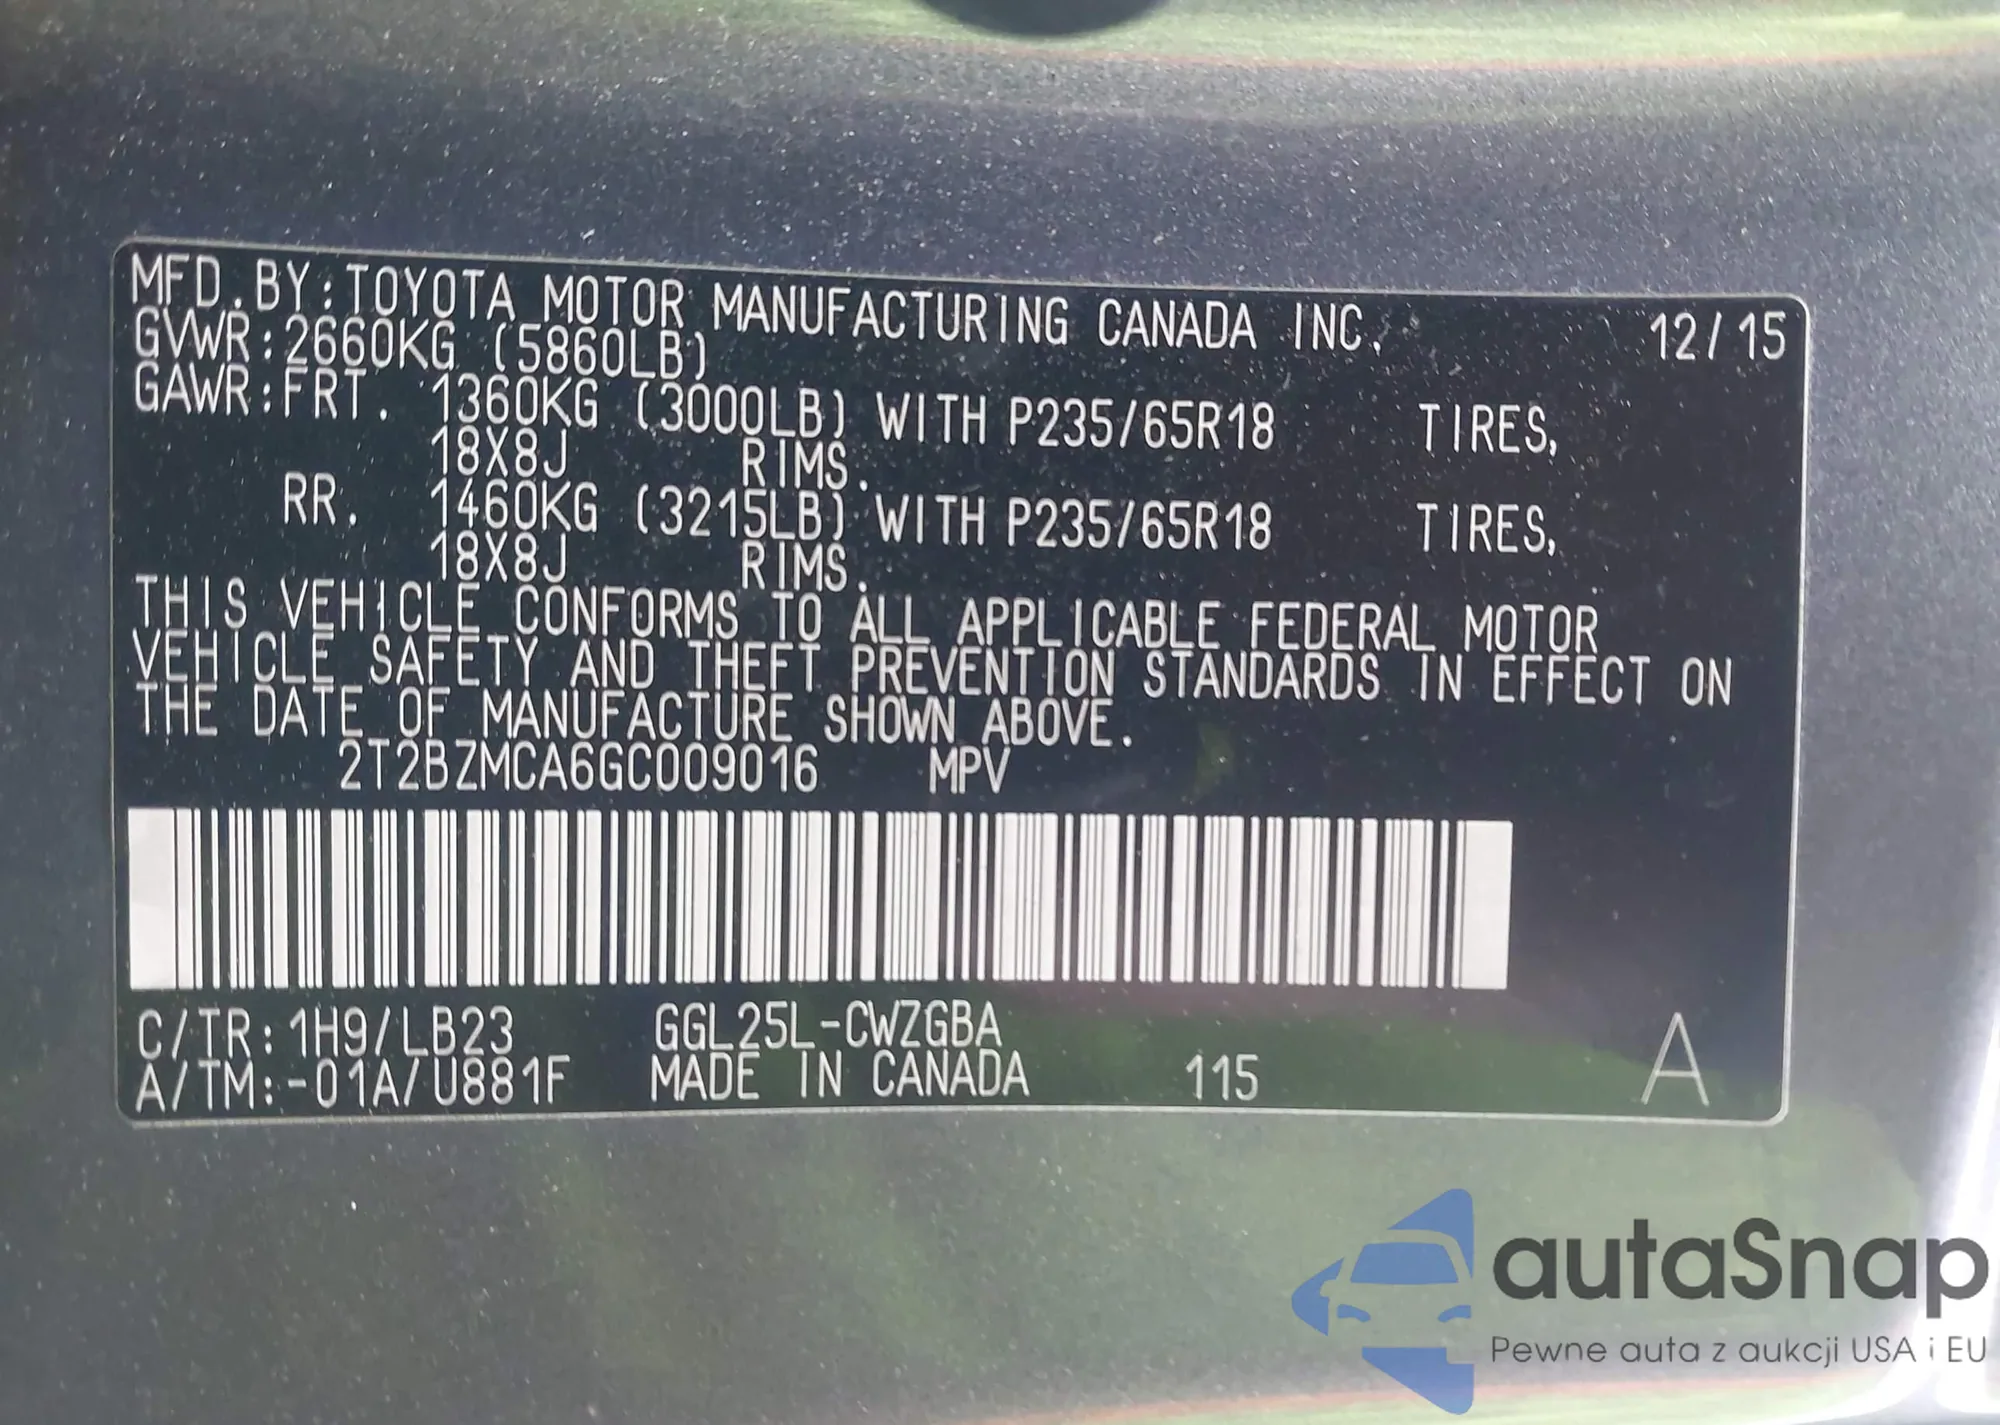 MFD.BY:TOYOTA MOTOR MANUFACTURING CANADA INC. 12/15
GVWR:2660KG (5860LB)
GAWR:FRT. 1360KG (3000LB) WITH P235/65R18 TIRES,
18X8J RIMS.
RR. 1460KG (3215LB) WITH P235/65R18 TIRES,
18X8J RIMS.
THIS VEHICLE CONFORMS TO ALL APPLICABLE FEDERAL MOTOR
VEHICLE SAFETY AND THEFT PREVENTION STANDARDS IN EFFECT ON
THE DATE OF MANUFACTURE SHOWN ABOVE.
2T2BZMCA6GC009016 MPV
C/TR:1H9/LB23 GGL25L-CWZGBA
A/TM:-01A/U881F MADE IN CANADA 115 A
autaSnap
Pewne auta z aukcji USA i EU